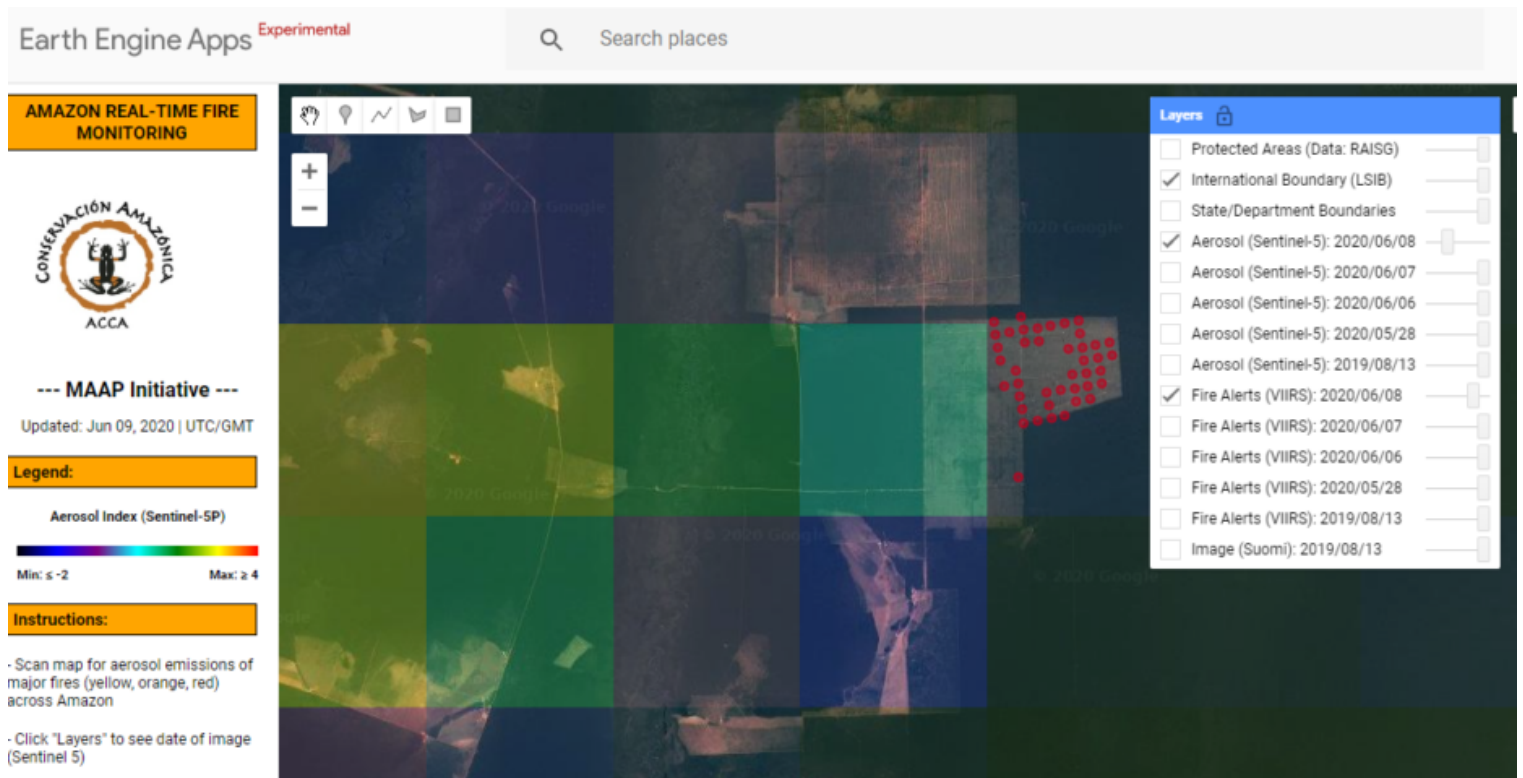 Earth Engine Apps Experimental
Search places
AMAZON REAL-TIME FIRE
MONITORING
CONSERVACIÓN AMAZÓNICA
ACCA
--- MAAP Initiative ---
Updated: Jun 09, 2020 | UTC/GMT
Legend:
Aerosol Index (Sentinel-5P)
Min: ≤ -2 Max: ≥ 4
Instructions:
- Scan map for aerosol emissions of
major fires (yellow, orange, red)
across Amazon
- Click "Layers" to see date of image
(Sentinel 5)
© 2020 Google
2020 Google
© 2020 Google
© 2020 Google
© 2020 Google
Layers
Protected Areas (Data: RAISG)
International Boundary (LSIB)
State/Department Boundaries
Aerosol (Sentinel-5): 2020/06/08
Aerosol (Sentinel-5): 2020/06/07
Aerosol (Sentinel-5): 2020/06/06
Aerosol (Sentinel-5): 2020/05/28
Aerosol (Sentinel-5): 2019/08/13
Fire Alerts (VIIRS): 2020/06/08
Fire Alerts (VIIRS): 2020/06/07
Fire Alerts (VIIRS): 2020/06/06
Fire Alerts (VIIRS): 2020/05/28
Fire Alerts (VIIRS): 2019/08/13
Image (Suomi): 2019/08/13